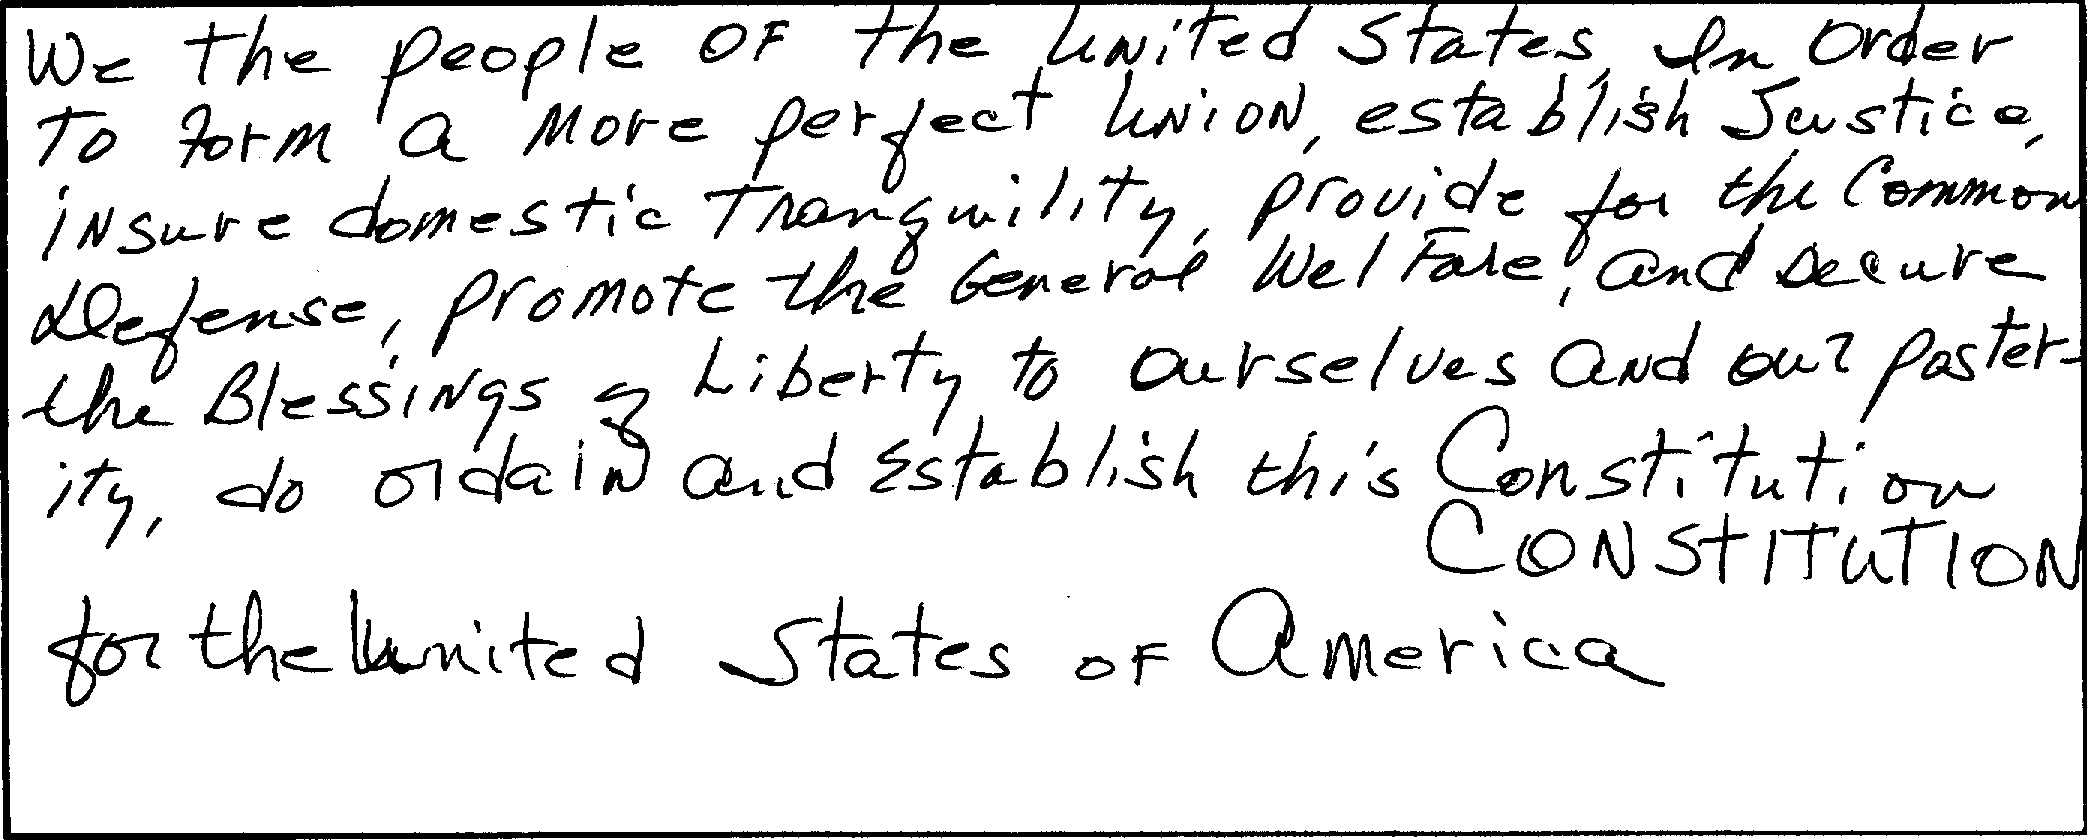 We the people OF the United States, In Order
To form a More perfect Union, establish Justice,
iNsure domestic Tranquility, provide for the Common
Defense, promote the General WelFare, and secure
the Blessings of Liberty to ourselves and our poster-
ity, do ordain and Establish this Constitution
CONSTITUTION
for the United States OF America